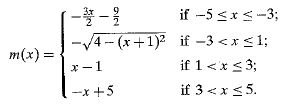 m(x) = { -3x/2 - 9/2 if -5 ≤ x ≤ -3;
-√4-(x+1)² if -3 < x ≤ 1;
x-1 if 1 < x ≤ 3;
-x+5 if 3 < x ≤ 5.